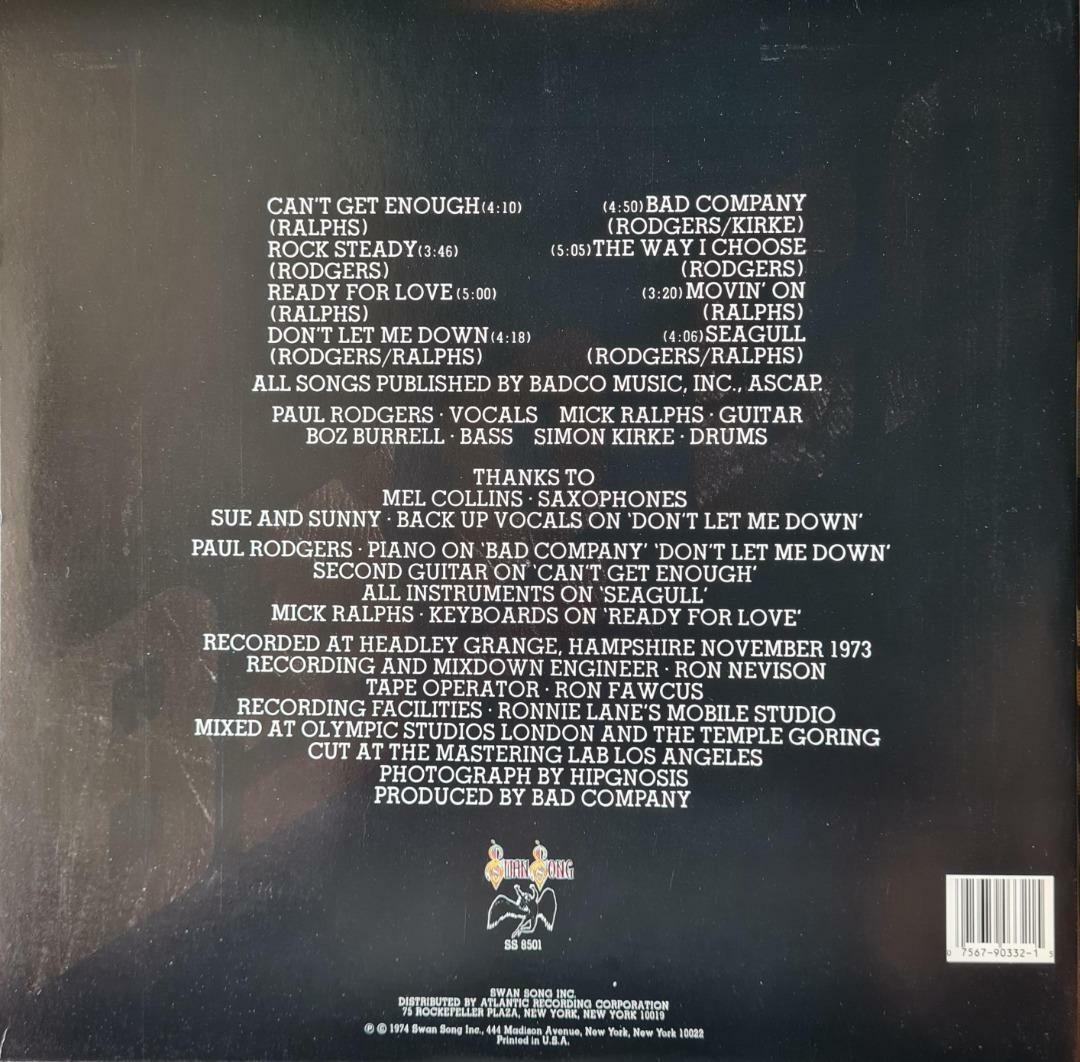 CAN'T GET ENOUGH (4:10)
(RALPHS)
ROCK STEADY (3:46)
(RODGERS)
READY FOR LOVE (5:00)
(RALPHS)
DON'T LET ME DOWN (4:18)
(RODGERS/RALPHS)
(4:50) BAD COMPANY
(RODGERS/KIRKE)
(5:05) THE WAY I CHOOSE
(RODGERS)
(3:20) MOVIN' ON
(RALPHS)
(4:06) SEAGULL
(RODGERS/RALPHS)
ALL SONGS PUBLISHED BY BADCO MUSIC, INC., ASCAP.
PAUL RODGERS · VOCALS MICK RALPHS · GUITAR
BOZ BURRELL · BASS SIMON KIRKE · DRUMS
THANKS TO
MEL COLLINS · SAXOPHONES
SUE AND SUNNY · BACK UP VOCALS ON 'DON'T LET ME DOWN'
PAUL RODGERS · PIANO ON 'BAD COMPANY' 'DON'T LET ME DOWN'
SECOND GUITAR ON 'CAN'T GET ENOUGH'
ALL INSTRUMENTS ON 'SEAGULL'
MICK RALPHS · KEYBOARDS ON 'READY FOR LOVE'
RECORDED AT HEADLEY GRANGE, HAMPSHIRE NOVEMBER 1973
RECORDING AND MIXDOWN ENGINEER · RON NEVISON
TAPE OPERATOR · RON FAWCUS
RECORDING FACILITIES · RONNIE LANE'S MOBILE STUDIO
MIXED AT OLYMPIC STUDIOS LONDON AND THE TEMPLE GORING
CUT AT THE MASTERING LAB LOS ANGELES
PHOTOGRAPH BY HIPGNOSIS
PRODUCED BY BAD COMPANY
SWAN SONG
SS 8501
0 7567-90332-1 5
SWAN SONG INC.
DISTRIBUTED BY ATLANTIC RECORDING CORPORATION
75 ROCKEFELLER PLAZA, NEW YORK, NEW YORK 10019
℗ © 1974 Swan Song Inc., 444 Madison Avenue, New York, New York 10022
Printed in U.S.A.